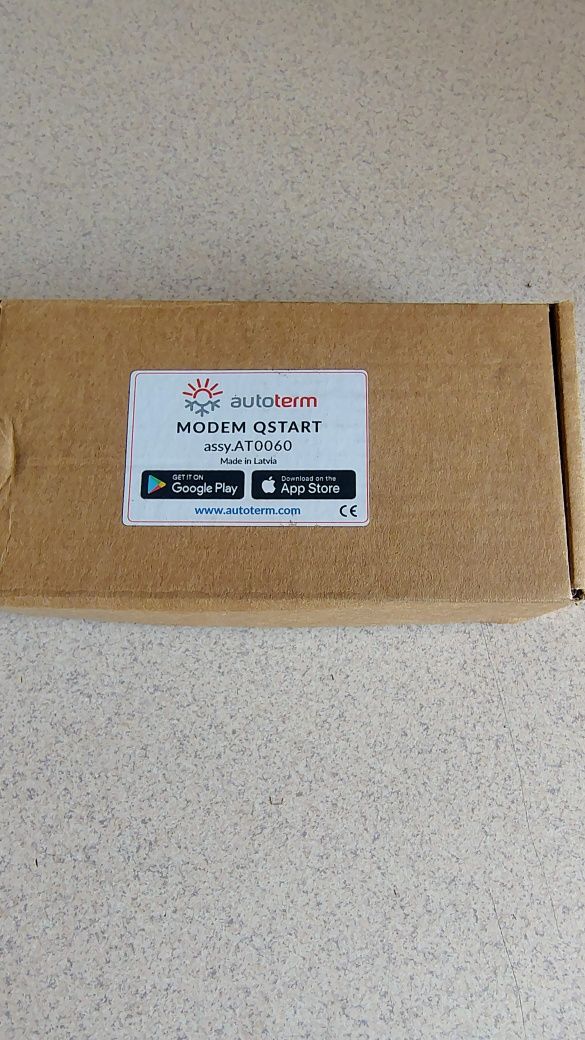 autoterm
MODEM QSTART
assy.AT0060
Made in Latvia
GET IT ON
Google Play
Download on the
App Store
www.autoterm.com
CE